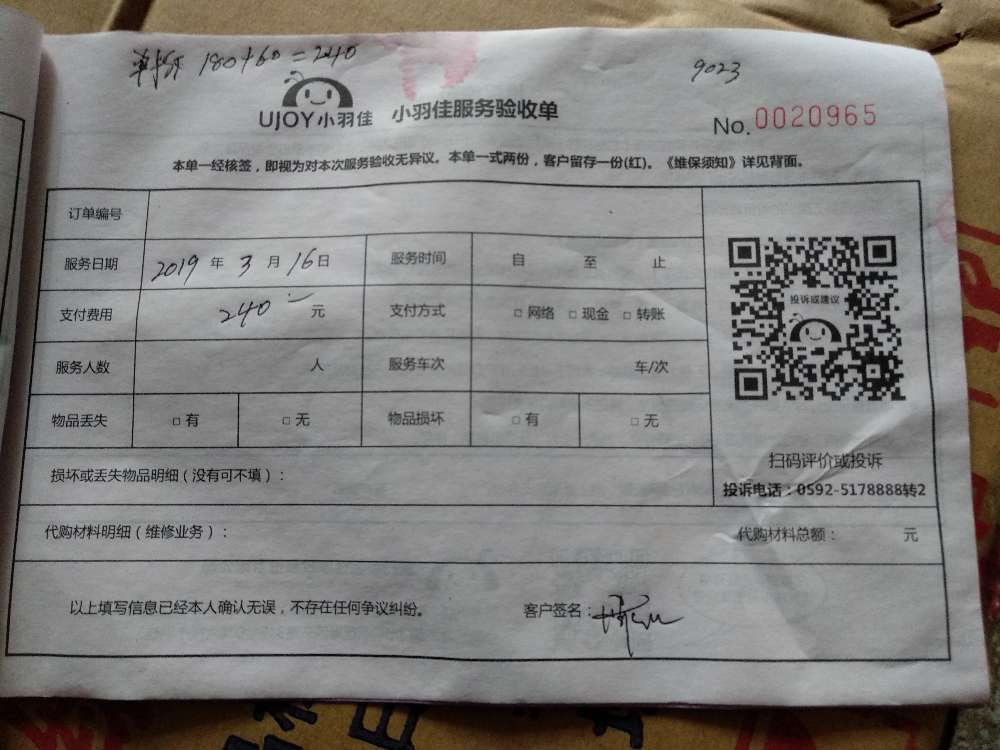 180+60=240
9023
UJOY小羽佳 小羽佳服务验收单
No.0020965
本单一经核签，即视为对本次服务验收无异议。本单一式两份，客户留存一份(红)。《维保须知》详见背面。
订单编号
服务日期 2019年3月16日 服务时间 自 至 止
支付费用 240元 支付方式 □网络 □现金 □转账
投诉或建议
服务人数 人 服务车次 车/次
物品丢失 □有 □无 物品损坏 □有 □无
扫码评价或投诉
投诉电话：0592-5178888转2
损坏或丢失物品明细（没有可不填）：
代购材料明细（维修业务）： 代购材料总额： 元
以上填写信息已经本人确认无误，不存在任何争议纠纷。 客户签名：